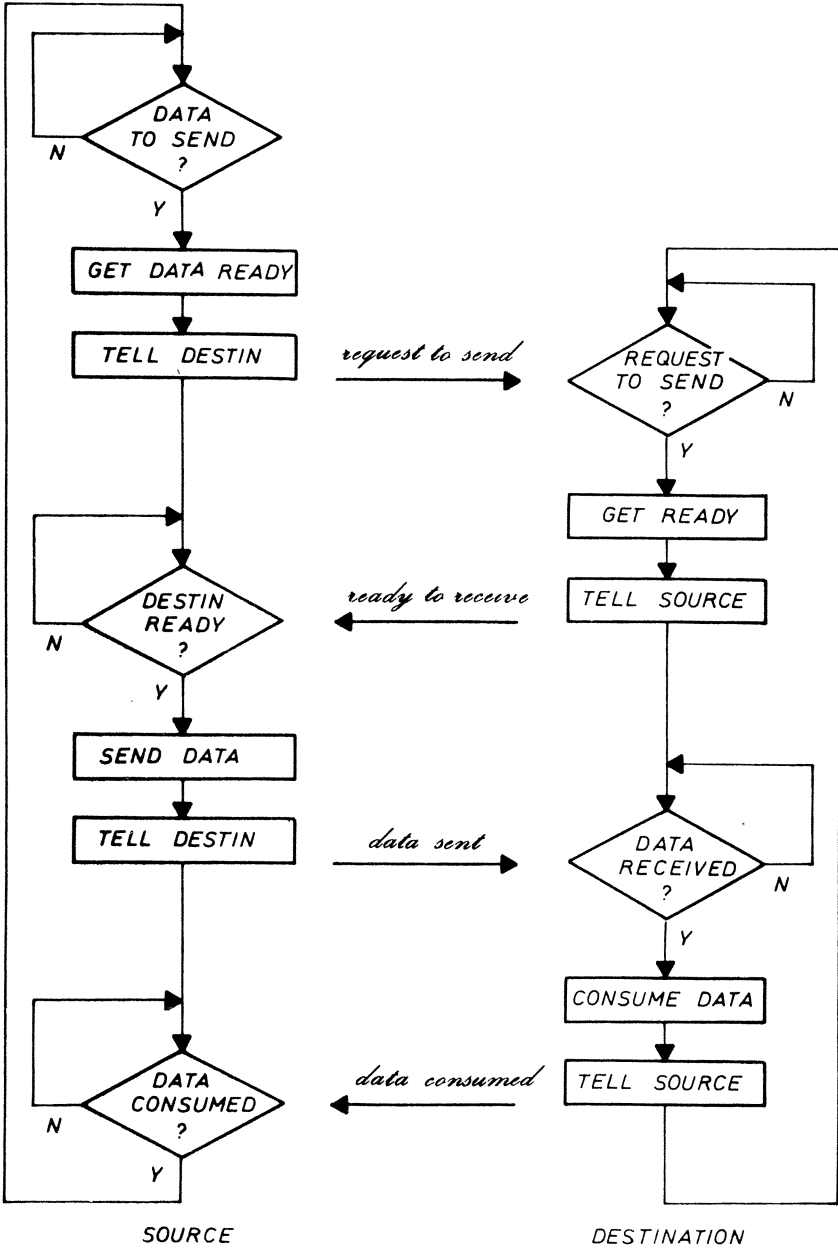 DATA
TO SEND
?
N
Y
GET DATA READY
TELL DESTIN
request to send
REQUEST
TO SEND
?
N
Y
GET READY
TELL SOURCE
ready to receive
DESTIN
READY
?
N
Y
SEND DATA
TELL DESTIN
data sent
DATA
RECEIVED
?
N
Y
CONSUME DATA
TELL SOURCE
data consumed
DATA
CONSUMED
?
N
Y
SOURCE
DESTINATION